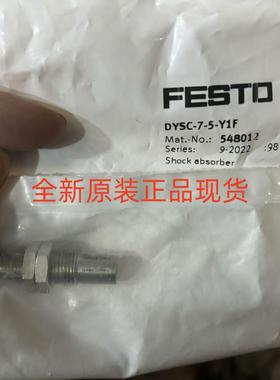 FESTO
DYSC-7-5-Y1F
Mat.-No.: 548012
Series: 9-2022 :98
Shock absorber
全新原装正品现货